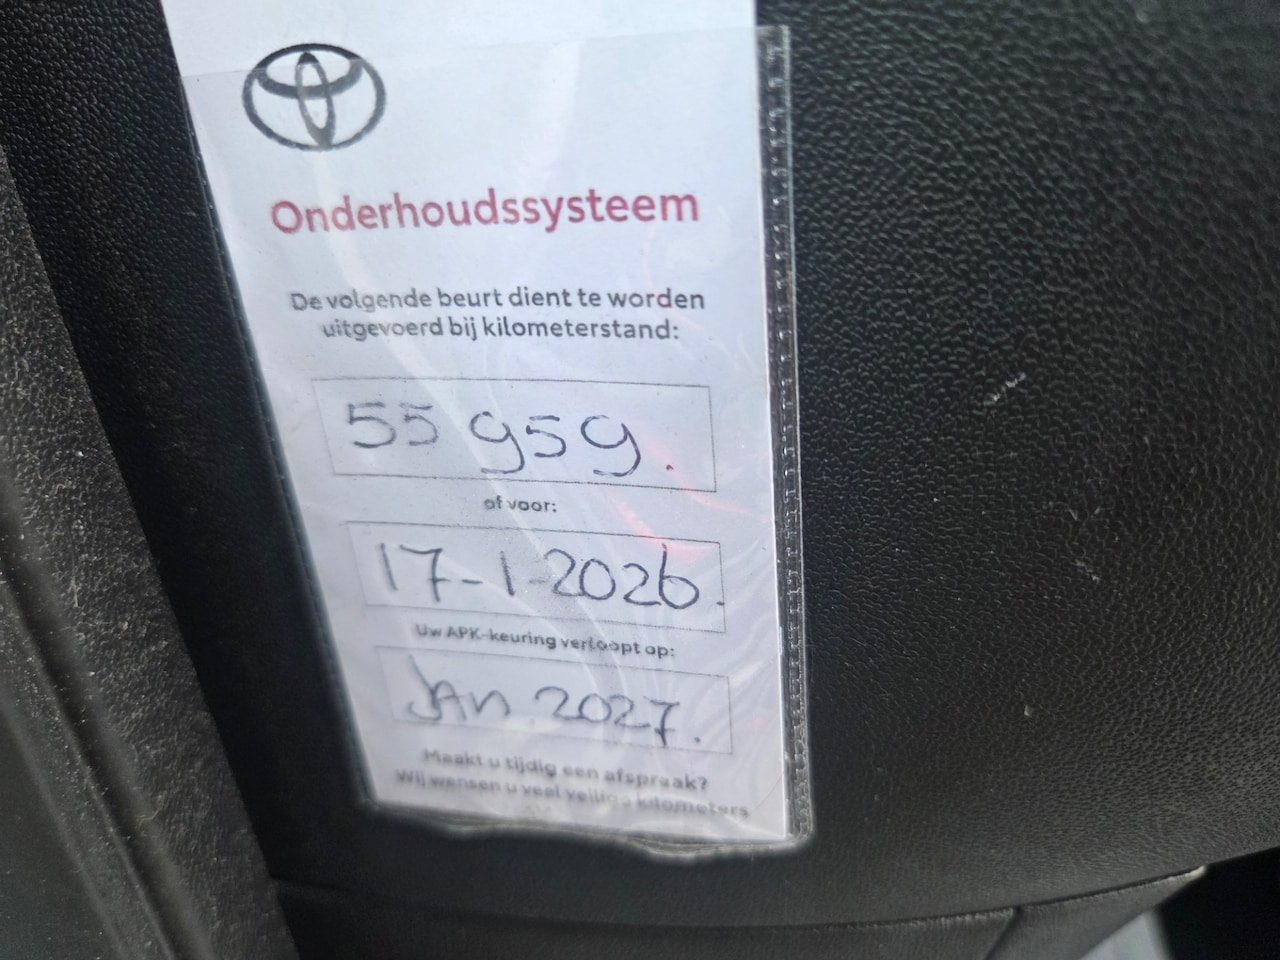 Onderhoudssysteem
De volgende beurt dient te worden
uitgevoerd bij kilometerstand:
55 959.
of voor:
17-1-2026.
Uw APK-keuring verloopt op:
Jan 2027.
Maakt u tijdig een afspraak?
Wij wensen u veel veilige kilometers